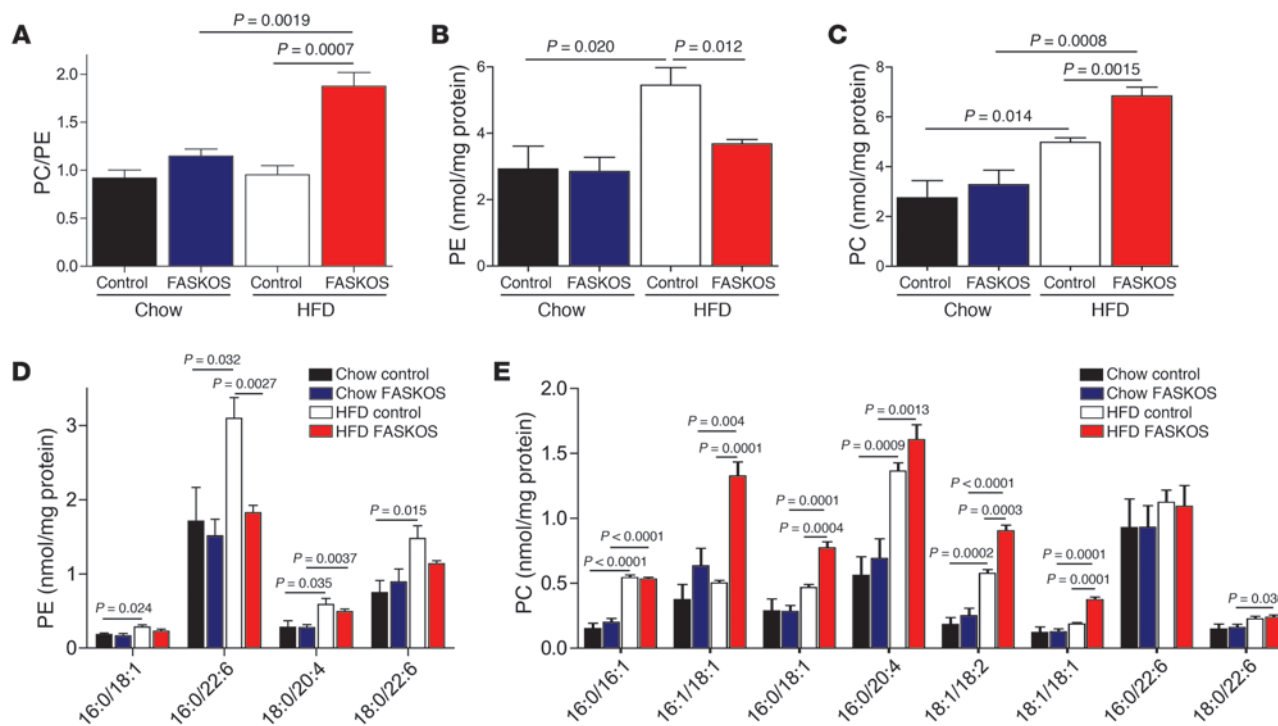 A
P = 0.0019
P = 0.0007
PC/PE
2.0
1.5
1.0
0.5
0.0
Control
FASKOS
Control
FASKOS
Chow
HFD
B
P = 0.020
P = 0.012
PE (nmol/mg protein)
6
4
2
0
Control
FASKOS
Control
FASKOS
Chow
HFD
C
P = 0.0008
P = 0.0015
P = 0.014
PC (nmol/mg protein)
8
6
4
2
0
Control
FASKOS
Control
FASKOS
Chow
HFD
D
Chow control
Chow FASKOS
HFD control
HFD FASKOS
P = 0.032
P = 0.0027
P = 0.015
P = 0.0037
P = 0.035
P = 0.024
PE (nmol/mg protein)
3
2
1
0
16:0/18:1
16:0/22:6
18:0/20:4
18:0/22:6
E
Chow control
Chow FASKOS
HFD control
HFD FASKOS
P = 0.004
P = 0.0001
P = 0.0013
P = 0.0009
P < 0.0001
P = 0.0003
P < 0.0001
P < 0.0001
P = 0.0001
P = 0.0004
P = 0.0002
P = 0.0001
P = 0.0001
PC (nmol/mg protein)
2.0
1.5
1.0
0.5
0.0
16:0/16:1
16:1/18:1
16:0/18:1
16:0/20:4
18:1/18:2
18:1/18:1
16:0/22:6
18:0/22:6